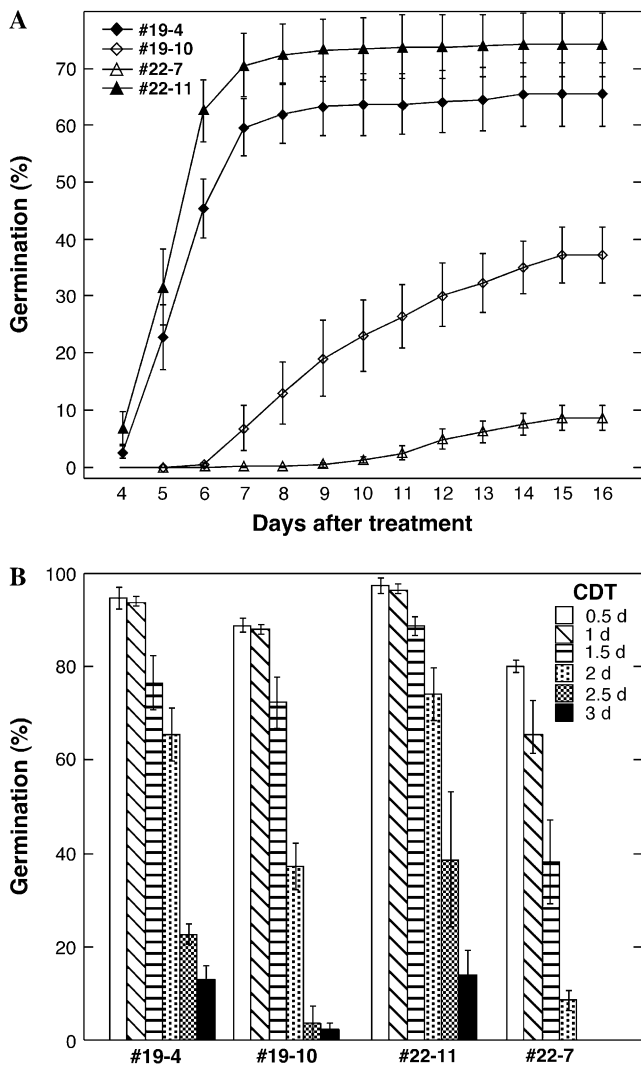 A
#19-4
#19-10
#22-7
#22-11
Germination (%)
70
60
50
40
30
20
10
0
4 5 6 7 8 9 10 11 12 13 14 15 16
Days after treatment
B
CDT
0.5 d
1 d
1.5 d
2 d
2.5 d
3 d
Germination (%)
100
80
60
40
20
0
#19-4 #19-10 #22-11 #22-7